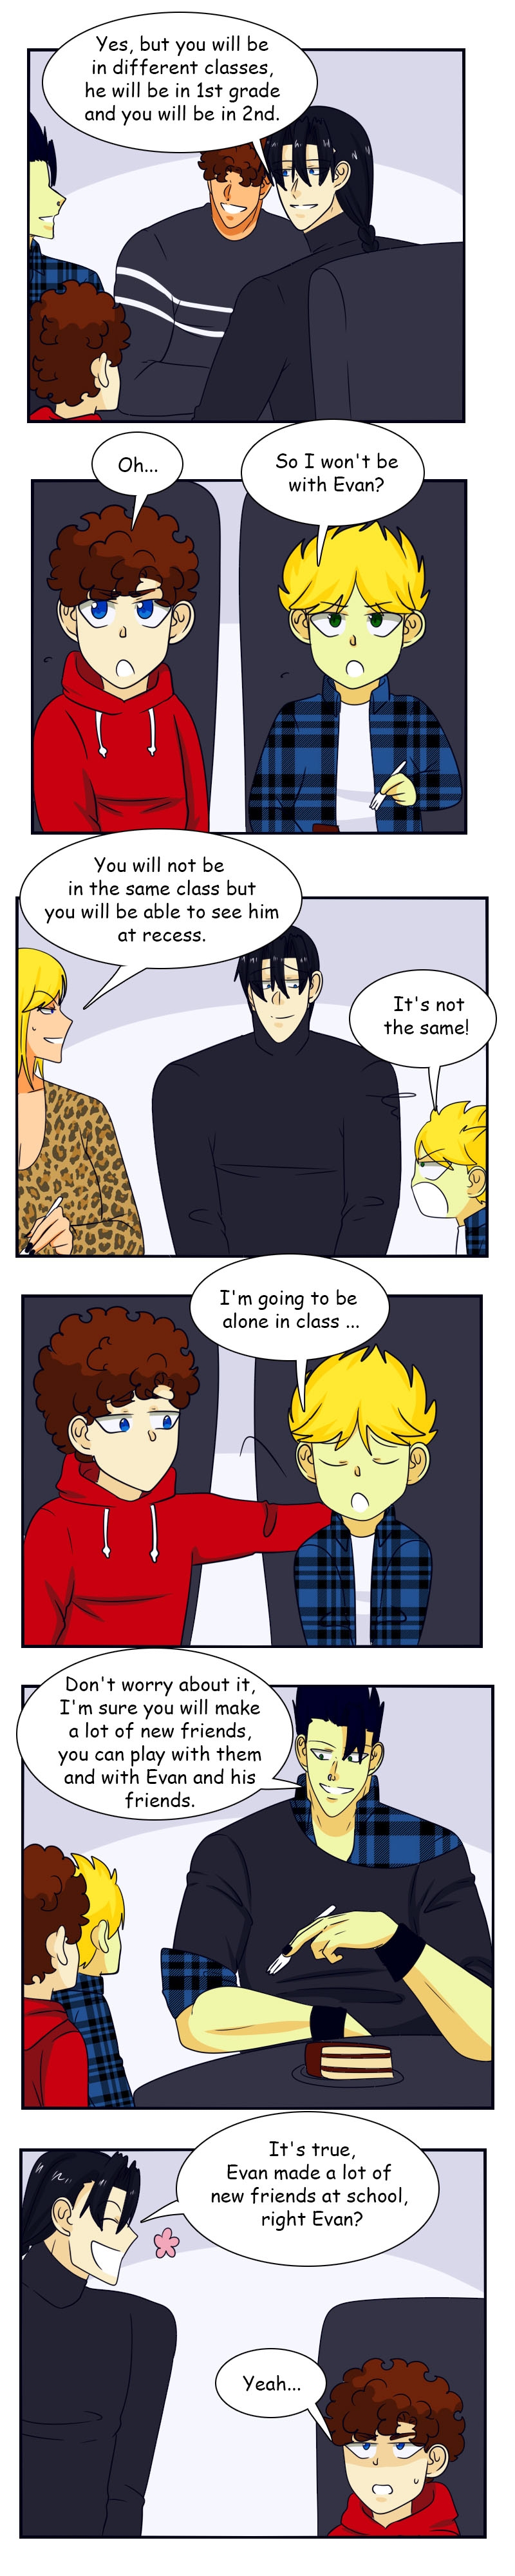 Yes, but you will be
in different classes,
he will be in 1st grade
and you will be in 2nd.
Oh...
So I won't be
with Evan?
You will not be
in the same class but
you will be able to see him
at recess.
It's not
the same!
I'm going to be
alone in class ...
Don't worry about it,
I'm sure you will make
a lot of new friends,
you can play with them
and with Evan and his
friends.
It's true,
Evan made a lot of
new friends at school,
right Evan?
Yeah...